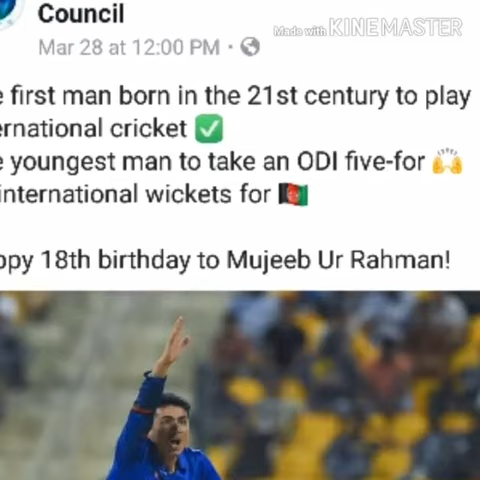 Council
Made with KINEMASTER
Mar 28 at 12:00 PM ·
e first man born in the 21st century to play
ernational cricket ✅
e youngest man to take an ODI five-for 🙌
international wickets for 🇦🇫
ppy 18th birthday to Mujeeb Ur Rahman!